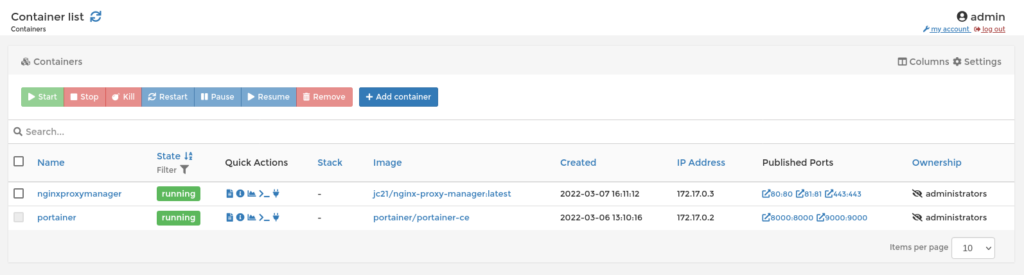 Container list
Containers
admin
my account log out
Containers
Columns Settings
Start Stop Kill Restart Pause Resume Remove Add container
Search...
Name State Filter Quick Actions Stack Image Created IP Address Published Ports Ownership
nginxproxymanager running - jc21/nginx-proxy-manager:latest 2022-03-07 16:11:12 172.17.0.3 80:80 81:81 443:443 administrators
portainer running - portainer/portainer-ce 2022-03-06 13:10:16 172.17.0.2 8000:8000 9000:9000 administrators
Items per page 10